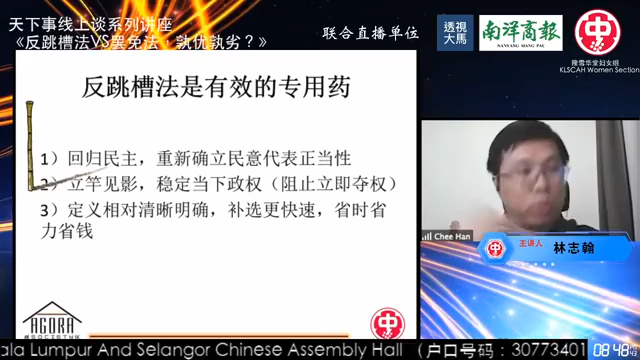 天下事线上谈系列讲座
《反跳槽法VS罢免法：孰优孰劣？》
联合直播单位
透視大馬
南洋商報
NANYANG SIANG PAU
隆雪华堂妇女组
KLSCAH Women Section
反跳槽法是有效的专用药
1）回归民主，重新确立民意代表正当性
2）立竿见影，稳定当下政权（阻止立即夺权）
3）定义相对清晰明确，补选更快速，省时省
力省钱
Chee Han
主讲人
林志翰
AGORA
SOCIETY
ala Lumpur And Selangor Chinese Assembly Hall （户口号码：30773401
08:48